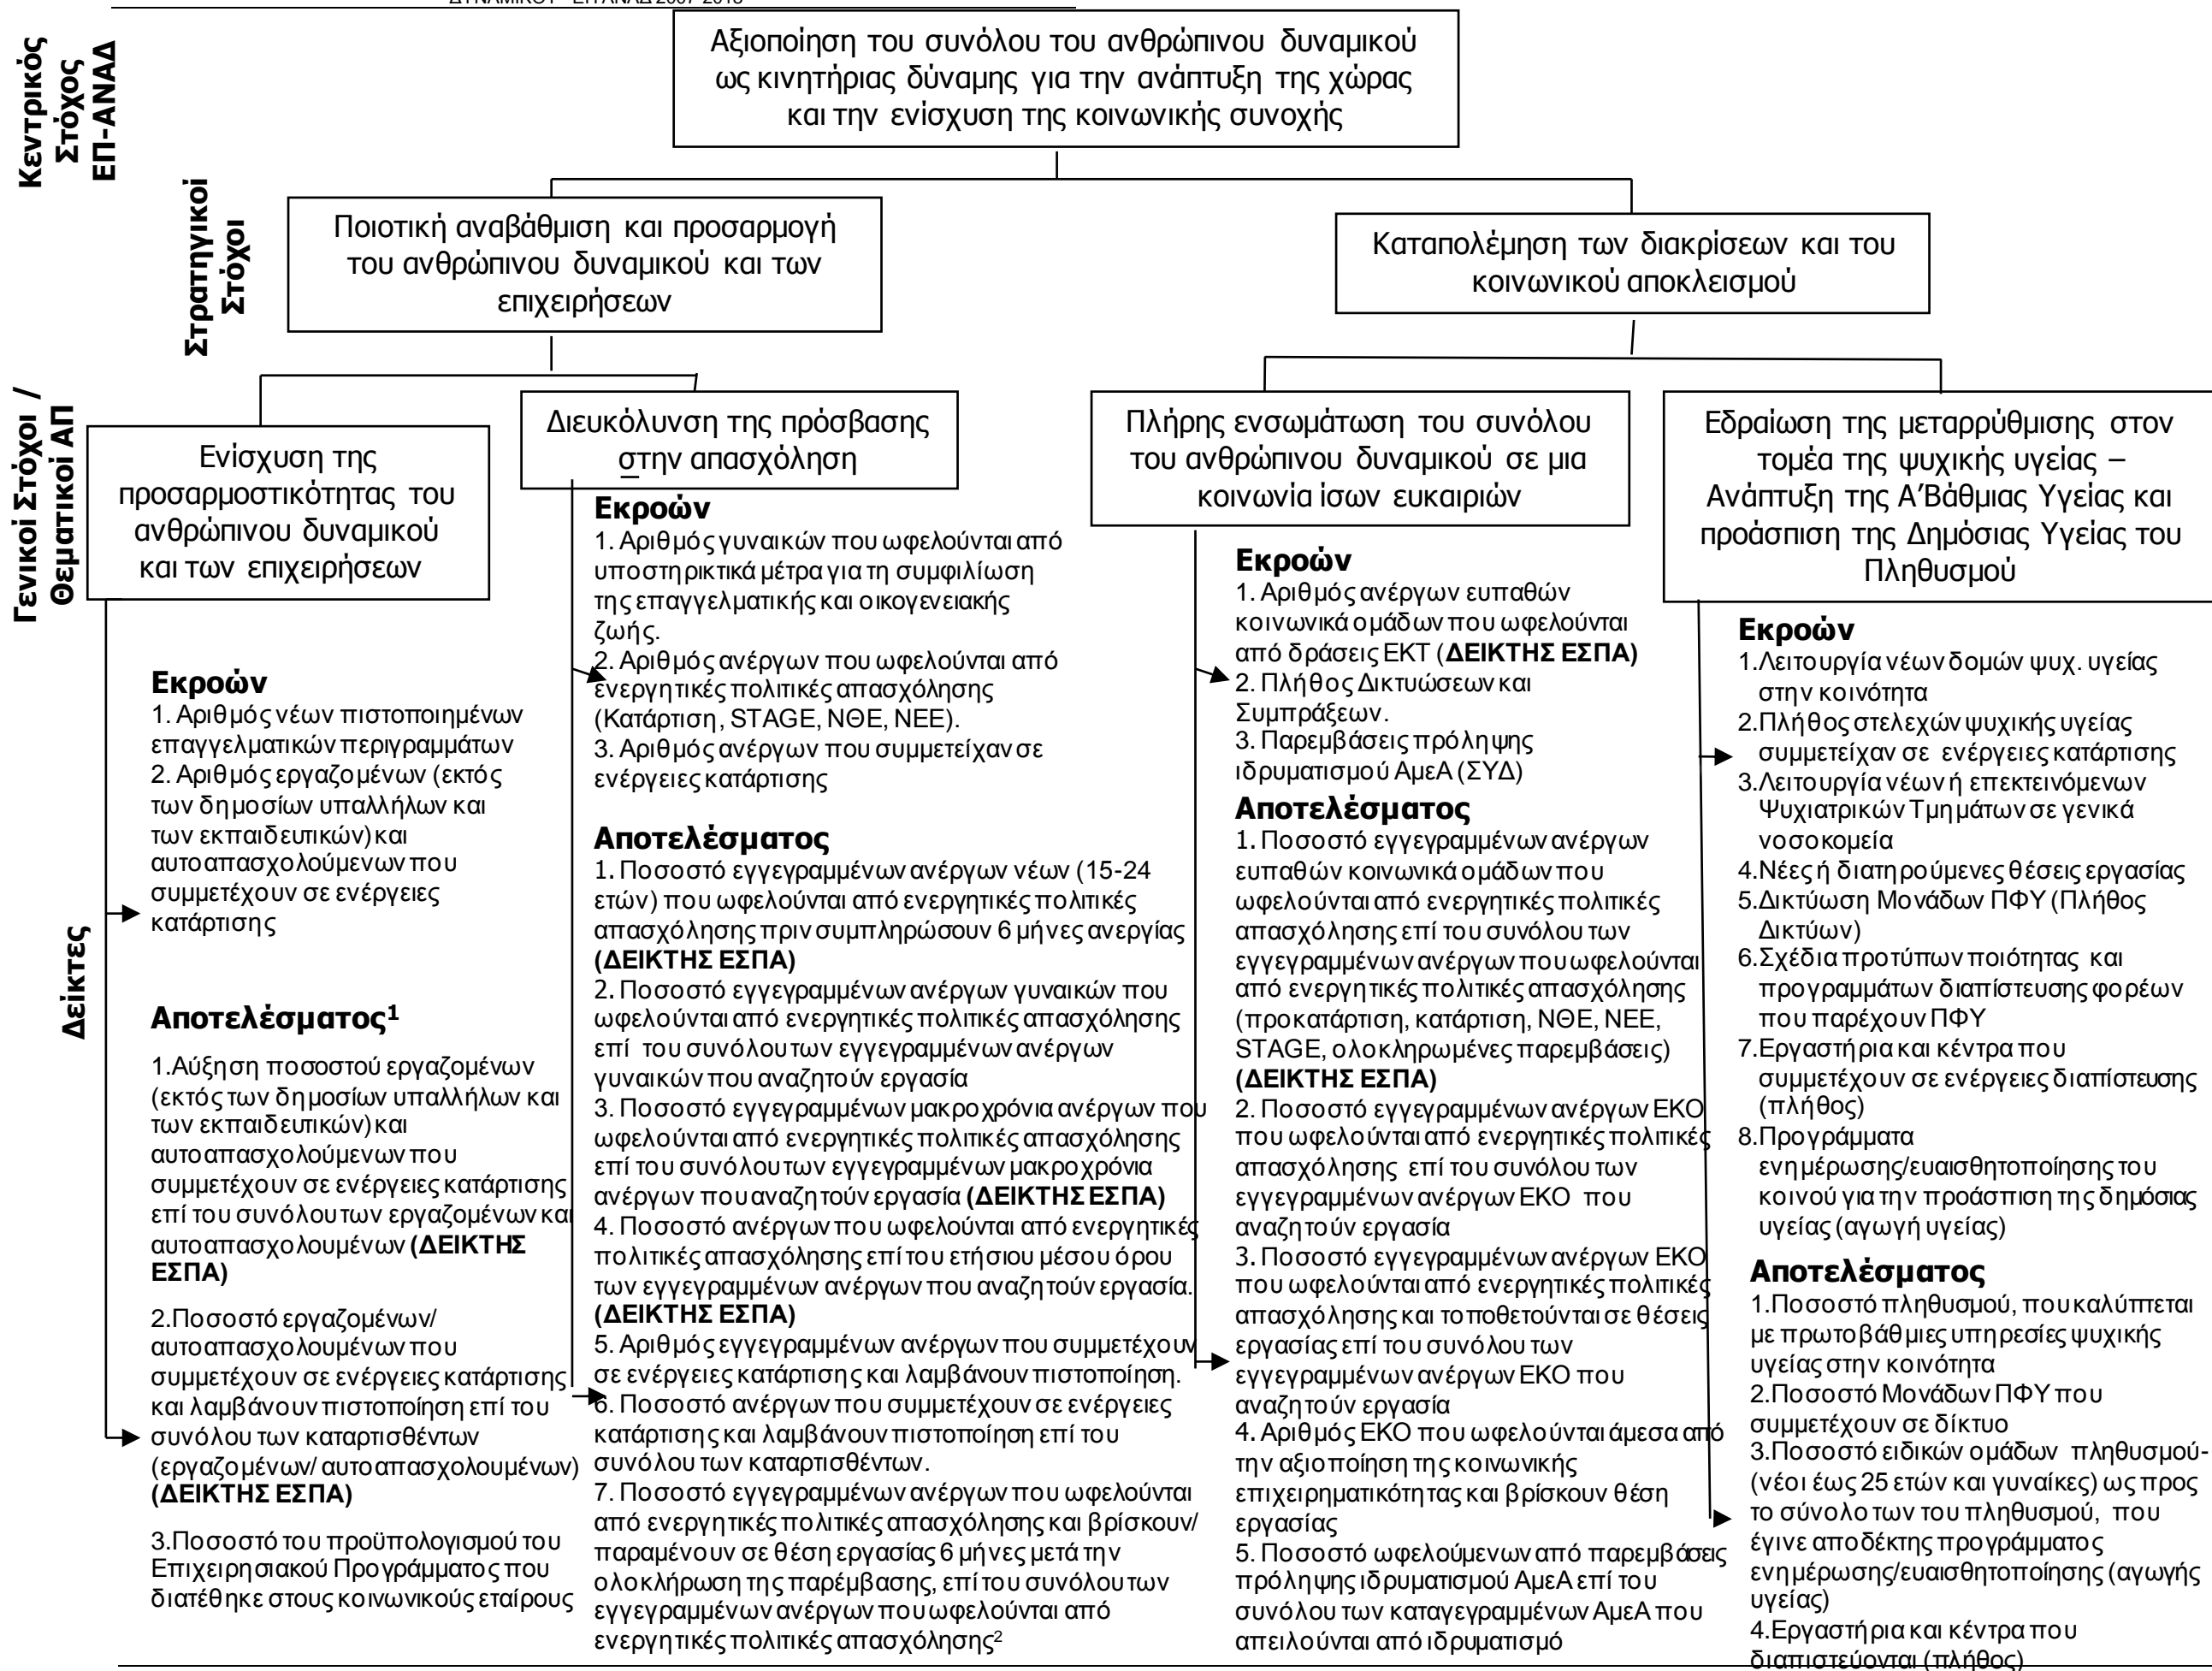 ΔΥΝΑΜΙΚΟΥ - ΕΠ ΑΝΑΔ 2007-2013
Κεντρικός
Στόχος
ΕΠ-ΑΝΑΔ
Αξιοποίηση του συνόλου του ανθρώπινου δυναμικού
ως κινητήριας δύναμης για την ανάπτυξη της χώρας
και την ενίσχυση της κοινωνικής συνοχής
Στρατηγικοί
Στόχοι
Ποιοτική αναβάθμιση και προσαρμογή
του ανθρώπινου δυναμικού και των
επιχειρήσεων
Καταπολέμηση των διακρίσεων και του
κοινωνικού αποκλεισμού
Γενικοί Στόχοι /
Θεματικοί ΑΠ
Ενίσχυση της
προσαρμοστικότητας του
ανθρώπινου δυναμικού
και των επιχειρήσεων
Διευκόλυνση της πρόσβασης
στην απασχόληση
Πλήρης ενσωμάτωση του συνόλου
του ανθρώπινου δυναμικού σε μια
κοινωνία ίσων ευκαιριών
Εδραίωση της μεταρρύθμισης στον
τομέα της ψυχικής υγείας –
Ανάπτυξη της Α'Βάθμιας Υγείας και
προάσπιση της Δημόσιας Υγείας του
Πληθυσμού
Δείκτες
Εκροών
1. Αριθμός νέων πιστοποιημένων
επαγγελματικών περιγραμμάτων
2. Αριθμός εργαζομένων (εκτός
των δημοσίων υπαλλήλων και
των εκπαιδευτικών) και
αυτοαπασχολούμενων που
συμμετέχουν σε ενέργειες
κατάρτισης
Αποτελέσματος1
1.Αύξηση ποσοστού εργαζομένων
(εκτός των δημοσίων υπαλλήλων και
των εκπαιδευτικών) και
αυτοαπασχολούμενων που
συμμετέχουν σε ενέργειες κατάρτισης
επί του συνόλου των εργαζομένων και
αυτοαπασχολουμένων (ΔΕΙΚΤΗΣ
ΕΣΠΑ)
2.Ποσοστό εργαζομένων/
αυτοαπασχολουμένων που
συμμετέχουν σε ενέργειες κατάρτισης
και λαμβάνουν πιστοποίηση επί του
συνόλου των καταρτισθέντων
(εργαζομένων/ αυτοαπασχολουμένων)
(ΔΕΙΚΤΗΣ ΕΣΠΑ)
3.Ποσοστό του προϋπολογισμού του
Επιχειρησιακού Προγράμματος που
διατέθηκε στους κοινωνικούς εταίρους
Εκροών
1. Αριθμός γυναικών που ωφελούνται από
υποστηρικτικά μέτρα για τη συμφιλίωση
της επαγγελματικής και οικογενειακής
ζωής.
2. Αριθμός ανέργων που ωφελούνται από
ενεργητικές πολιτικές απασχόλησης
(Κατάρτιση, STAGE, ΝΘΕ, ΝΕΕ).
3. Αριθμός ανέργων που συμμετείχαν σε
ενέργειες κατάρτισης
Αποτελέσματος
1. Ποσοστό εγγεγραμμένων ανέργων νέων (15-24
ετών) που ωφελούνται από ενεργητικές πολιτικές
απασχόλησης πριν συμπληρώσουν 6 μήνες ανεργίας
(ΔΕΙΚΤΗΣ ΕΣΠΑ)
2. Ποσοστό εγγεγραμμένων ανέργων γυναικών που
ωφελούνται από ενεργητικές πολιτικές απασχόλησης
επί του συνόλου των εγγεγραμμένων ανέργων
γυναικών που αναζητούν εργασία
3. Ποσοστό εγγεγραμμένων μακροχρόνια ανέργων που
ωφελούνται από ενεργητικές πολιτικές απασχόλησης
επί του συνόλου των εγγεγραμμένων μακροχρόνια
ανέργων που αναζητούν εργασία (ΔΕΙΚΤΗΣ ΕΣΠΑ)
4. Ποσοστό ανέργων που ωφελούνται από ενεργητικές
πολιτικές απασχόλησης επί του ετήσιου μέσου όρου
των εγγεγραμμένων ανέργων που αναζητούν εργασία.
(ΔΕΙΚΤΗΣ ΕΣΠΑ)
5. Αριθμός εγγεγραμμένων ανέργων που συμμετέχουν
σε ενέργειες κατάρτισης και λαμβάνουν πιστοποίηση.
6. Ποσοστό ανέργων που συμμετέχουν σε ενέργειες
κατάρτισης και λαμβάνουν πιστοποίηση επί του
συνόλου των καταρτισθέντων.
7. Ποσοστό εγγεγραμμένων ανέργων που ωφελούνται
από ενεργητικές πολιτικές απασχόλησης και βρίσκουν/
παραμένουν σε θέση εργασίας 6 μήνες μετά την
ολοκλήρωση της παρέμβασης, επί του συνόλου των
εγγεγραμμένων ανέργων που ωφελούνται από
ενεργητικές πολιτικές απασχόλησης2
Εκροών
1. Αριθμός ανέργων ευπαθών
κοινωνικά ομάδων που ωφελούνται
από δράσεις ΕΚΤ (ΔΕΙΚΤΗΣ ΕΣΠΑ)
2. Πλήθος Δικτυώσεων και
Συμπράξεων.
3. Παρεμβάσεις πρόληψης
ιδρυματισμού ΑμεΑ (ΣΥΔ)
Αποτελέσματος
1. Ποσοστό εγγεγραμμένων ανέργων
ευπαθών κοινωνικά ομάδων που
ωφελούνται από ενεργητικές πολιτικές
απασχόλησης επί του συνόλου των
εγγεγραμμένων ανέργων που ωφελούνται
από ενεργητικές πολιτικές απασχόλησης
(προκατάρτιση, κατάρτιση, ΝΘΕ, ΝΕΕ,
STAGE, ολοκληρωμένες παρεμβάσεις)
(ΔΕΙΚΤΗΣ ΕΣΠΑ)
2. Ποσοστό εγγεγραμμένων ανέργων ΕΚΟ
που ωφελούνται από ενεργητικές πολιτικές
απασχόλησης επί του συνόλου των
εγγεγραμμένων ανέργων ΕΚΟ που
αναζητούν εργασία
3. Ποσοστό εγγεγραμμένων ανέργων ΕΚΟ
που ωφελούνται από ενεργητικές πολιτικές
απασχόλησης και τοποθετούνται σε θέσεις
εργασίας επί του συνόλου των
εγγεγραμμένων ανέργων ΕΚΟ που
αναζητούν εργασία
4. Αριθμός ΕΚΟ που ωφελούνται άμεσα από
την αξιοποίηση της κοινωνικής
επιχειρηματικότητας και βρίσκουν θέση
εργασίας
5. Ποσοστό ωφελούμενων από παρεμβάσεις
πρόληψης ιδρυματισμού ΑμεΑ επί του
συνόλου των καταγεγραμμένων ΑμεΑ που
απειλούνται από ιδρυματισμό
Εκροών
1.Λειτουργία νέων δομών ψυχ. υγείας
στην κοινότητα
2.Πλήθος στελεχών ψυχικής υγείας
συμμετείχαν σε ενέργειες κατάρτισης
3.Λειτουργία νέων ή επεκτεινόμενων
Ψυχιατρικών Τμημάτων σε γενικά
νοσοκομεία
4.Νέες ή διατηρούμενες θέσεις εργασίας
5.Δικτύωση Μονάδων ΠΦΥ (Πλήθος
Δικτύων)
6.Σχέδια προτύπων ποιότητας και
προγραμμάτων διαπίστευσης φορέων
που παρέχουν ΠΦΥ
7.Εργαστήρια και κέντρα που
συμμετέχουν σε ενέργειες διαπίστευσης
(πλήθος)
8.Προγράμματα
ενημέρωσης/ευαισθητοποίησης του
κοινού για την προάσπιση της δημόσιας
υγείας (αγωγή υγείας)
Αποτελέσματος
1.Ποσοστό πληθυσμού, που καλύπτεται
με πρωτοβάθμιες υπηρεσίες ψυχικής
υγείας στην κοινότητα
2.Ποσοστό Μονάδων ΠΦΥ που
συμμετέχουν σε δίκτυο
3.Ποσοστό ειδικών ομάδων πληθυσμού-
(νέοι έως 25 ετών και γυναίκες) ως προς
το σύνολο των του πληθυσμού, που
έγινε αποδέκτης προγράμματος
ενημέρωσης/ευαισθητοποίησης (αγωγής
υγείας)
4.Εργαστήρια και κέντρα που
διαπιστεύονται (πλήθος)